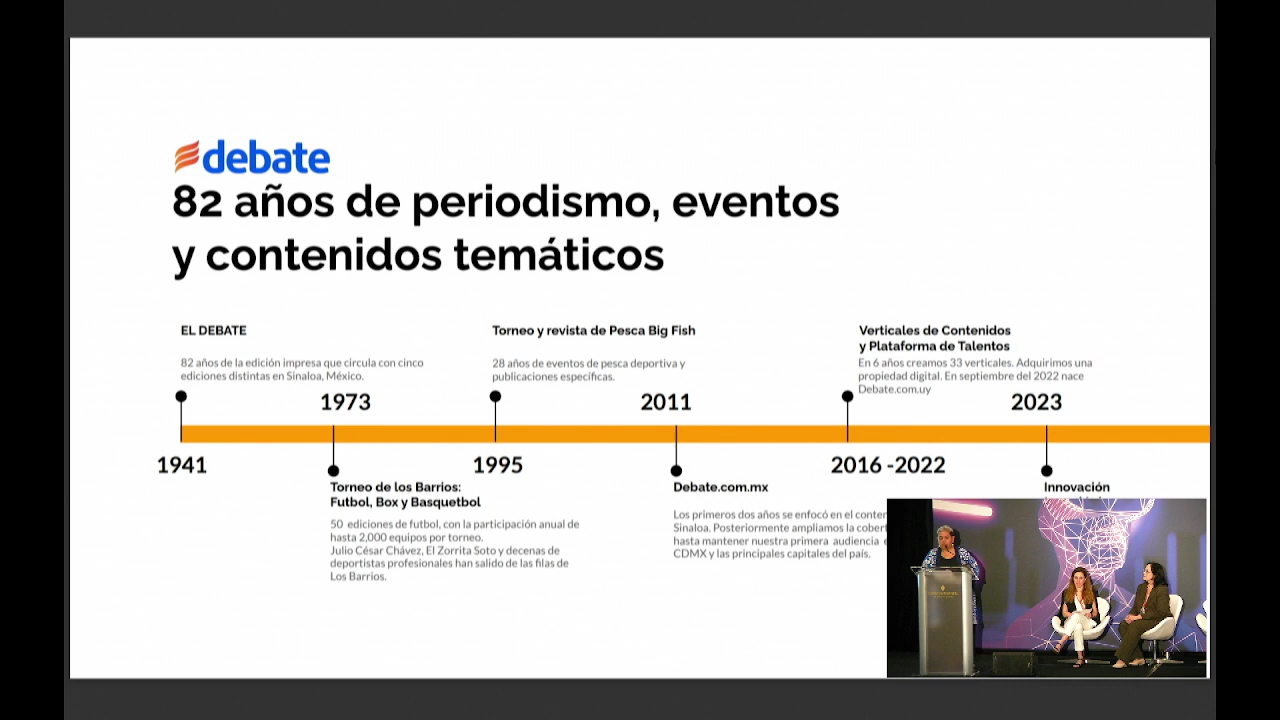 debate
82 años de periodismo, eventos
y contenidos temáticos
EL DEBATE
82 años de la edición impresa que circula con cinco
ediciones distintas en Sinaloa, México.
Torneo y revista de Pesca Big Fish
28 años de eventos de pesca deportiva y
publicaciones específicas.
Verticales de Contenidos
y Plataforma de Talentos
En 6 años creamos 33 verticales. Adquirimos una
propiedad digital. En septiembre del 2022 nace
Debate.com.uy
1973
2011
2023
1941
1995
2016 -2022
Torneo de los Barrios:
Futbol, Box y Basquetbol
50 ediciones de futbol, con la participación anual de
hasta 2,000 equipos por torneo.
Julio César Chávez, El Zorrita Soto y decenas de
deportistas profesionales han salido de las filas de
Los Barrios.
Debate.com.mx
Los primeros dos años se enfocó en el
Sinaloa. Posteriormente ampliamos la
hasta mantener nuestra primera audiencia
CDMX y las principales capitales del país.
Innovación